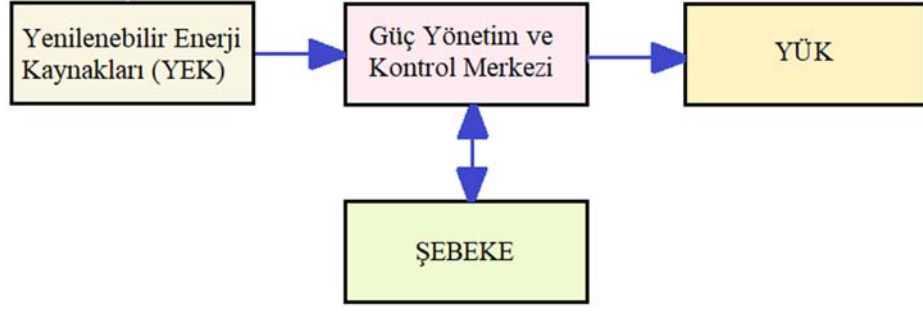 Yenilenebilir Enerji
Kaynakları (YEK)
Güç Yönetim ve
Kontrol Merkezi
YÜK
ŞEBEKE